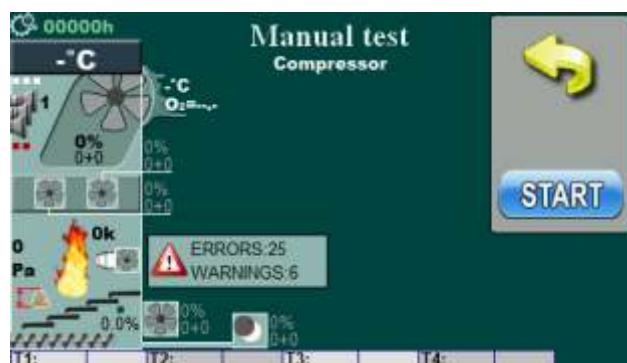 00000h
Manual test
Compressor
-°C
-°C
O₂=--,-
1
0%
0+0
0%
0+0
0%
0+0
START
0k
0
Pa
ERRORS:25
WARNINGS:6
0.0%
0%
0+0
0%
0+0
T1:
T2:
T3:
T4: